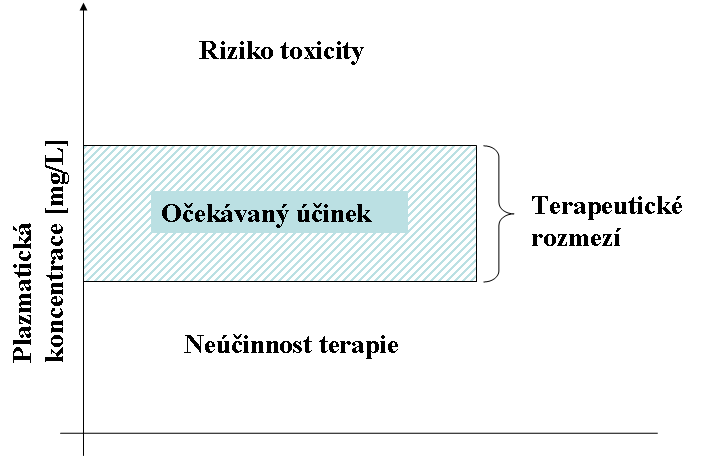 Riziko toxicity
Plazmatická
koncentrace [mg/L]
Očekávaný účinek
Terapeutické
rozmezí
Neúčinnost terapie